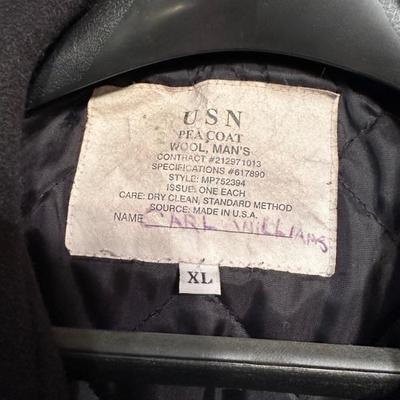 USN
PEA COAT
WOOL, MAN'S
CONTRACT #212971013
SPECIFICATIONS #617890
STYLE: MP752394
ISSUE: ONE EACH
CARE: DRY CLEAN, STANDARD METHOD
SOURCE: MADE IN U.S.A.
NAME CARL WILLIAMS
XL